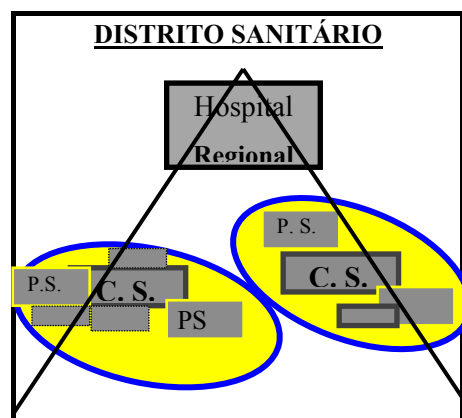 DISTRITO SANITÁRIO
Hospital
Regional
P. S.
C. S.
P.S.
C. S.
PS